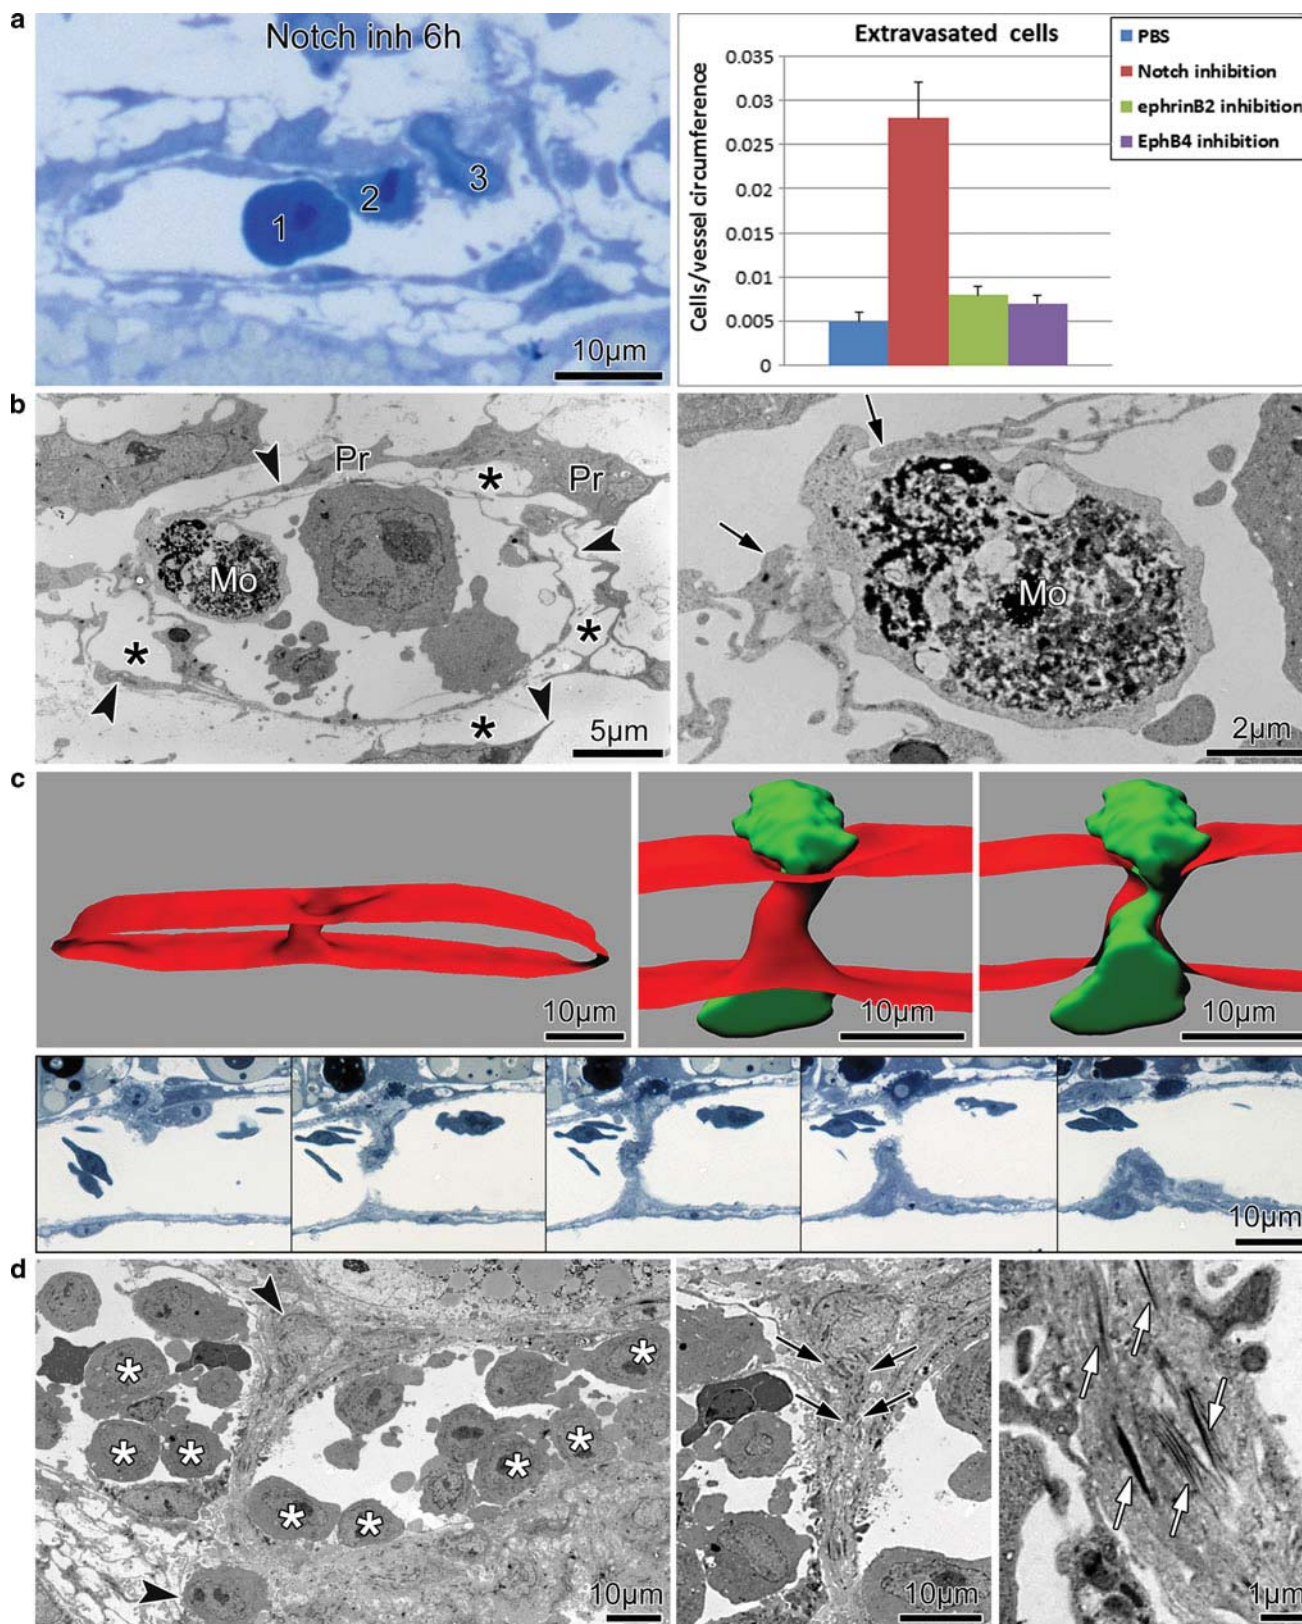 a
Notch inh 6h
1
2
3
10µm
Extravasated cells
Cells/vessel circumference
0.035
0.03
0.025
0.02
0.015
0.01
0.005
0
PBS
Notch inhibition
ephrinB2 inhibition
EphB4 inhibition
b
Pr
*
Pr
Mo
*
*
*
5µm
Mo
2µm
c
10µm
10µm
10µm
10µm
d
*
*
*
*
*
*
*
*
10µm
10µm
1µm